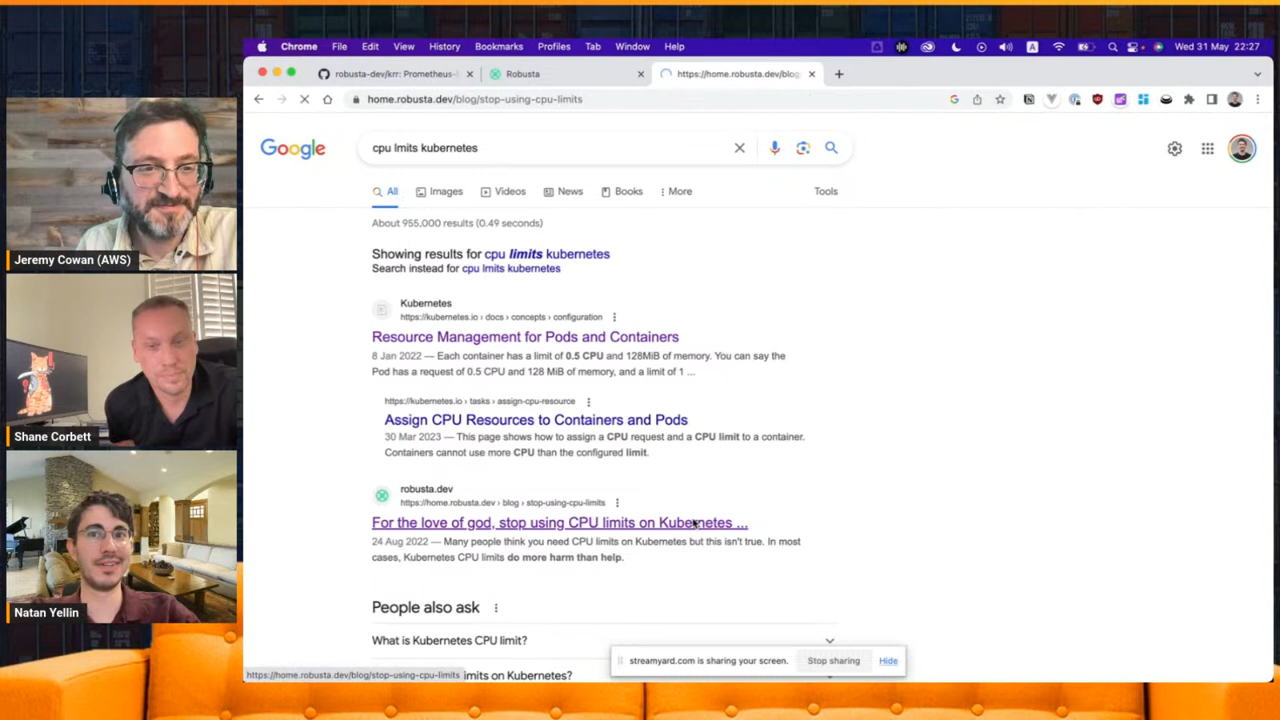 Chrome File Edit View History Bookmarks Profiles Tab Window Help
A
Wed 31 May 22:27
robusta-dev/krr: Prometheus-
Robusta
https://home.robusta.dev/blog
home.robusta.dev/blog/stop-using-cpu-limits
Google
cpu lmits kubernetes
All Images Videos News Books More Tools
About 955,000 results (0.49 seconds)
Showing results for cpu limits kubernetes
Search instead for cpu lmits kubernetes
Kubernetes
https://kubernetes.io › docs › concepts › configuration
Resource Management for Pods and Containers
8 Jan 2022 — Each container has a limit of 0.5 CPU and 128MiB of memory. You can say the
Pod has a request of 0.5 CPU and 128 MiB of memory, and a limit of 1 ...
https://kubernetes.io › tasks › assign-cpu-resource
Assign CPU Resources to Containers and Pods
30 Mar 2023 — This page shows how to assign a CPU request and a CPU limit to a container.
Containers cannot use more CPU than the configured limit.
robusta.dev
https://home.robusta.dev › blog › stop-using-cpu-limits
For the love of god, stop using CPU limits on Kubernetes ...
24 Aug 2022 — Many people think you need CPU limits on Kubernetes but this isn't true. In most
cases, Kubernetes CPU limits do more harm than help.
People also ask
What is Kubernetes CPU limit?
imits on Kubernetes?
https://home.robusta.dev/blog/stop-using-cpu-limits
streamyard.com is sharing your screen. Stop sharing Hide
Jeremy Cowan (AWS)
Shane Corbett
Natan Yellin